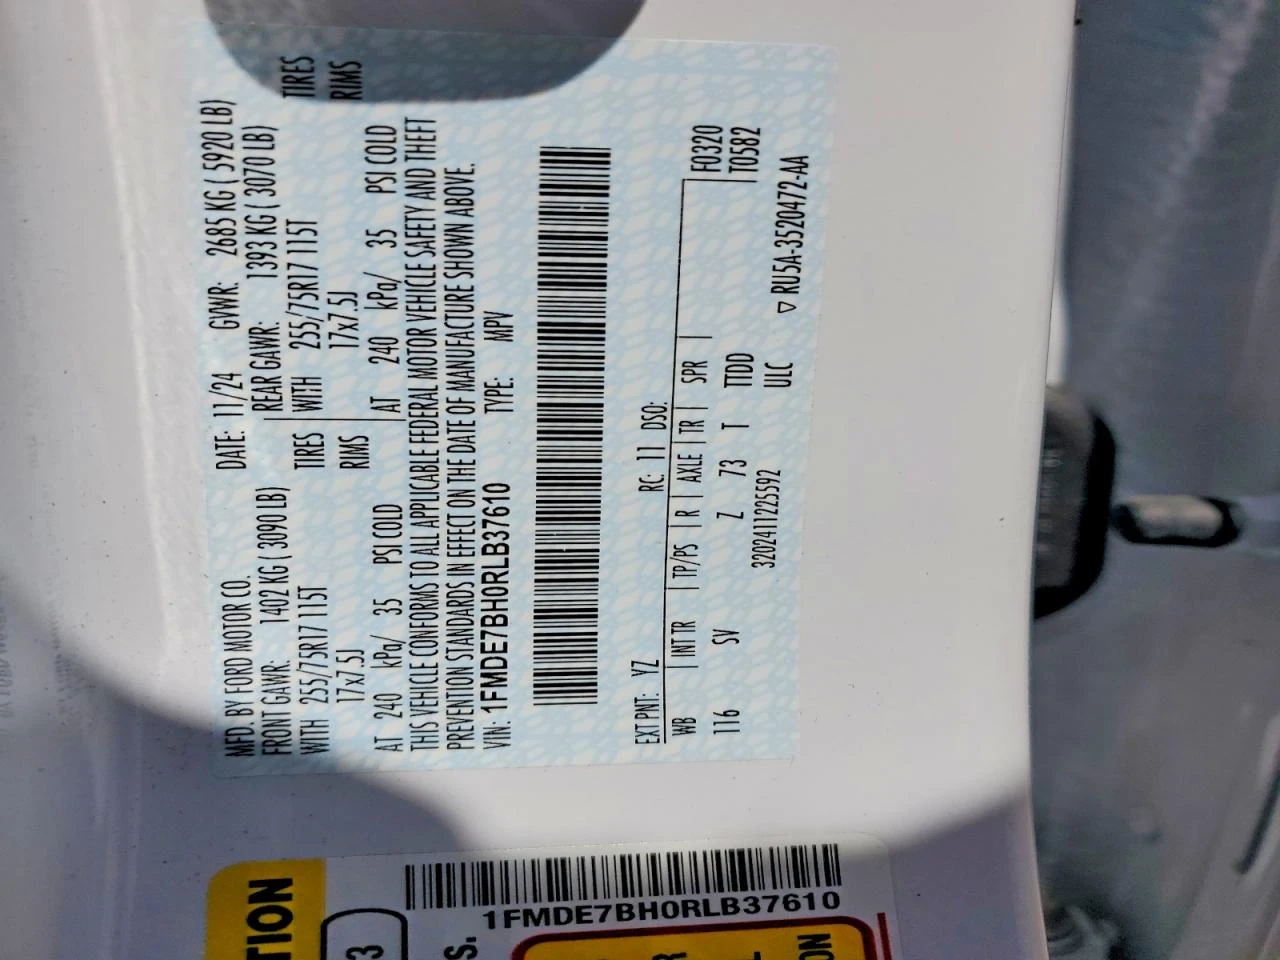 MFD. BY FORD MOTOR CO. DATE: 11/24 GVWR: 2685 KG ( 5920 LB)
FRONT GAWR: 1402 KG ( 3090 LB) REAR GAWR: 1393 KG ( 3070 LB)
WITH 255/75R17 115T TIRES WITH 255/75R17 115T TIRES
17x7.5J RIMS 17x7.5J RIMS
AT 240 kPa/ 35 PSI COLD AT 240 kPa/ 35 PSI COLD
THIS VEHICLE CONFORMS TO ALL APPLICABLE FEDERAL MOTOR VEHICLE SAFETY AND THEFT
PREVENTION STANDARDS IN EFFECT ON THE DATE OF MANUFACTURE SHOWN ABOVE.
VIN: 1FMDE7BH0RLB37610 TYPE: MPV
EXT PNT: YZ RC: 11 DSO: F0320
WB INT TR TP/PS R AXLE TR SPR T0582
116 SV Z 73 T TIDD
3202411225592 ULC ▽ RU5A-3520472-AA
1FMDE7BH0RLB37610
TION
3
S.
R
L
ON